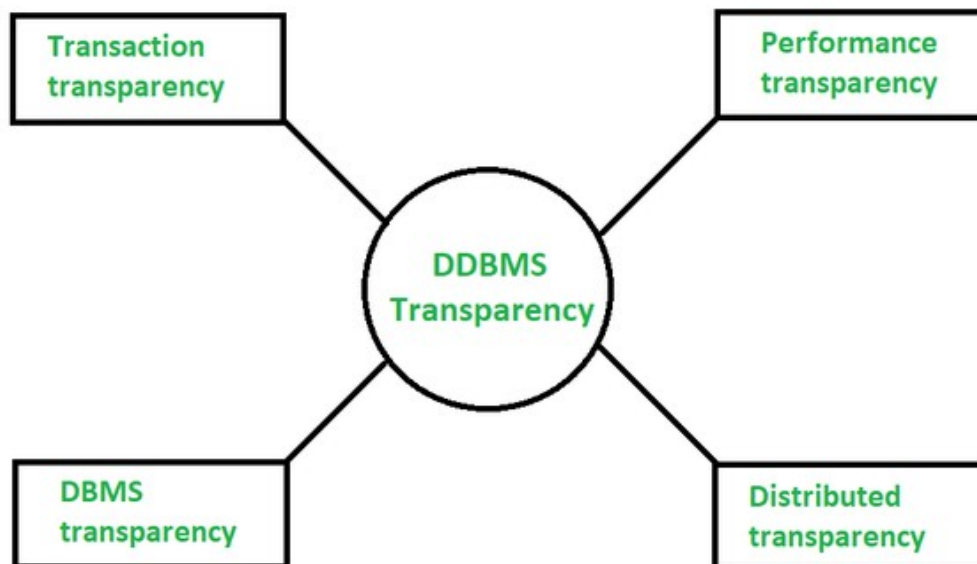 Transaction
transparency
Performance
transparency
DDBMS
Transparency
DBMS
transparency
Distributed
transparency